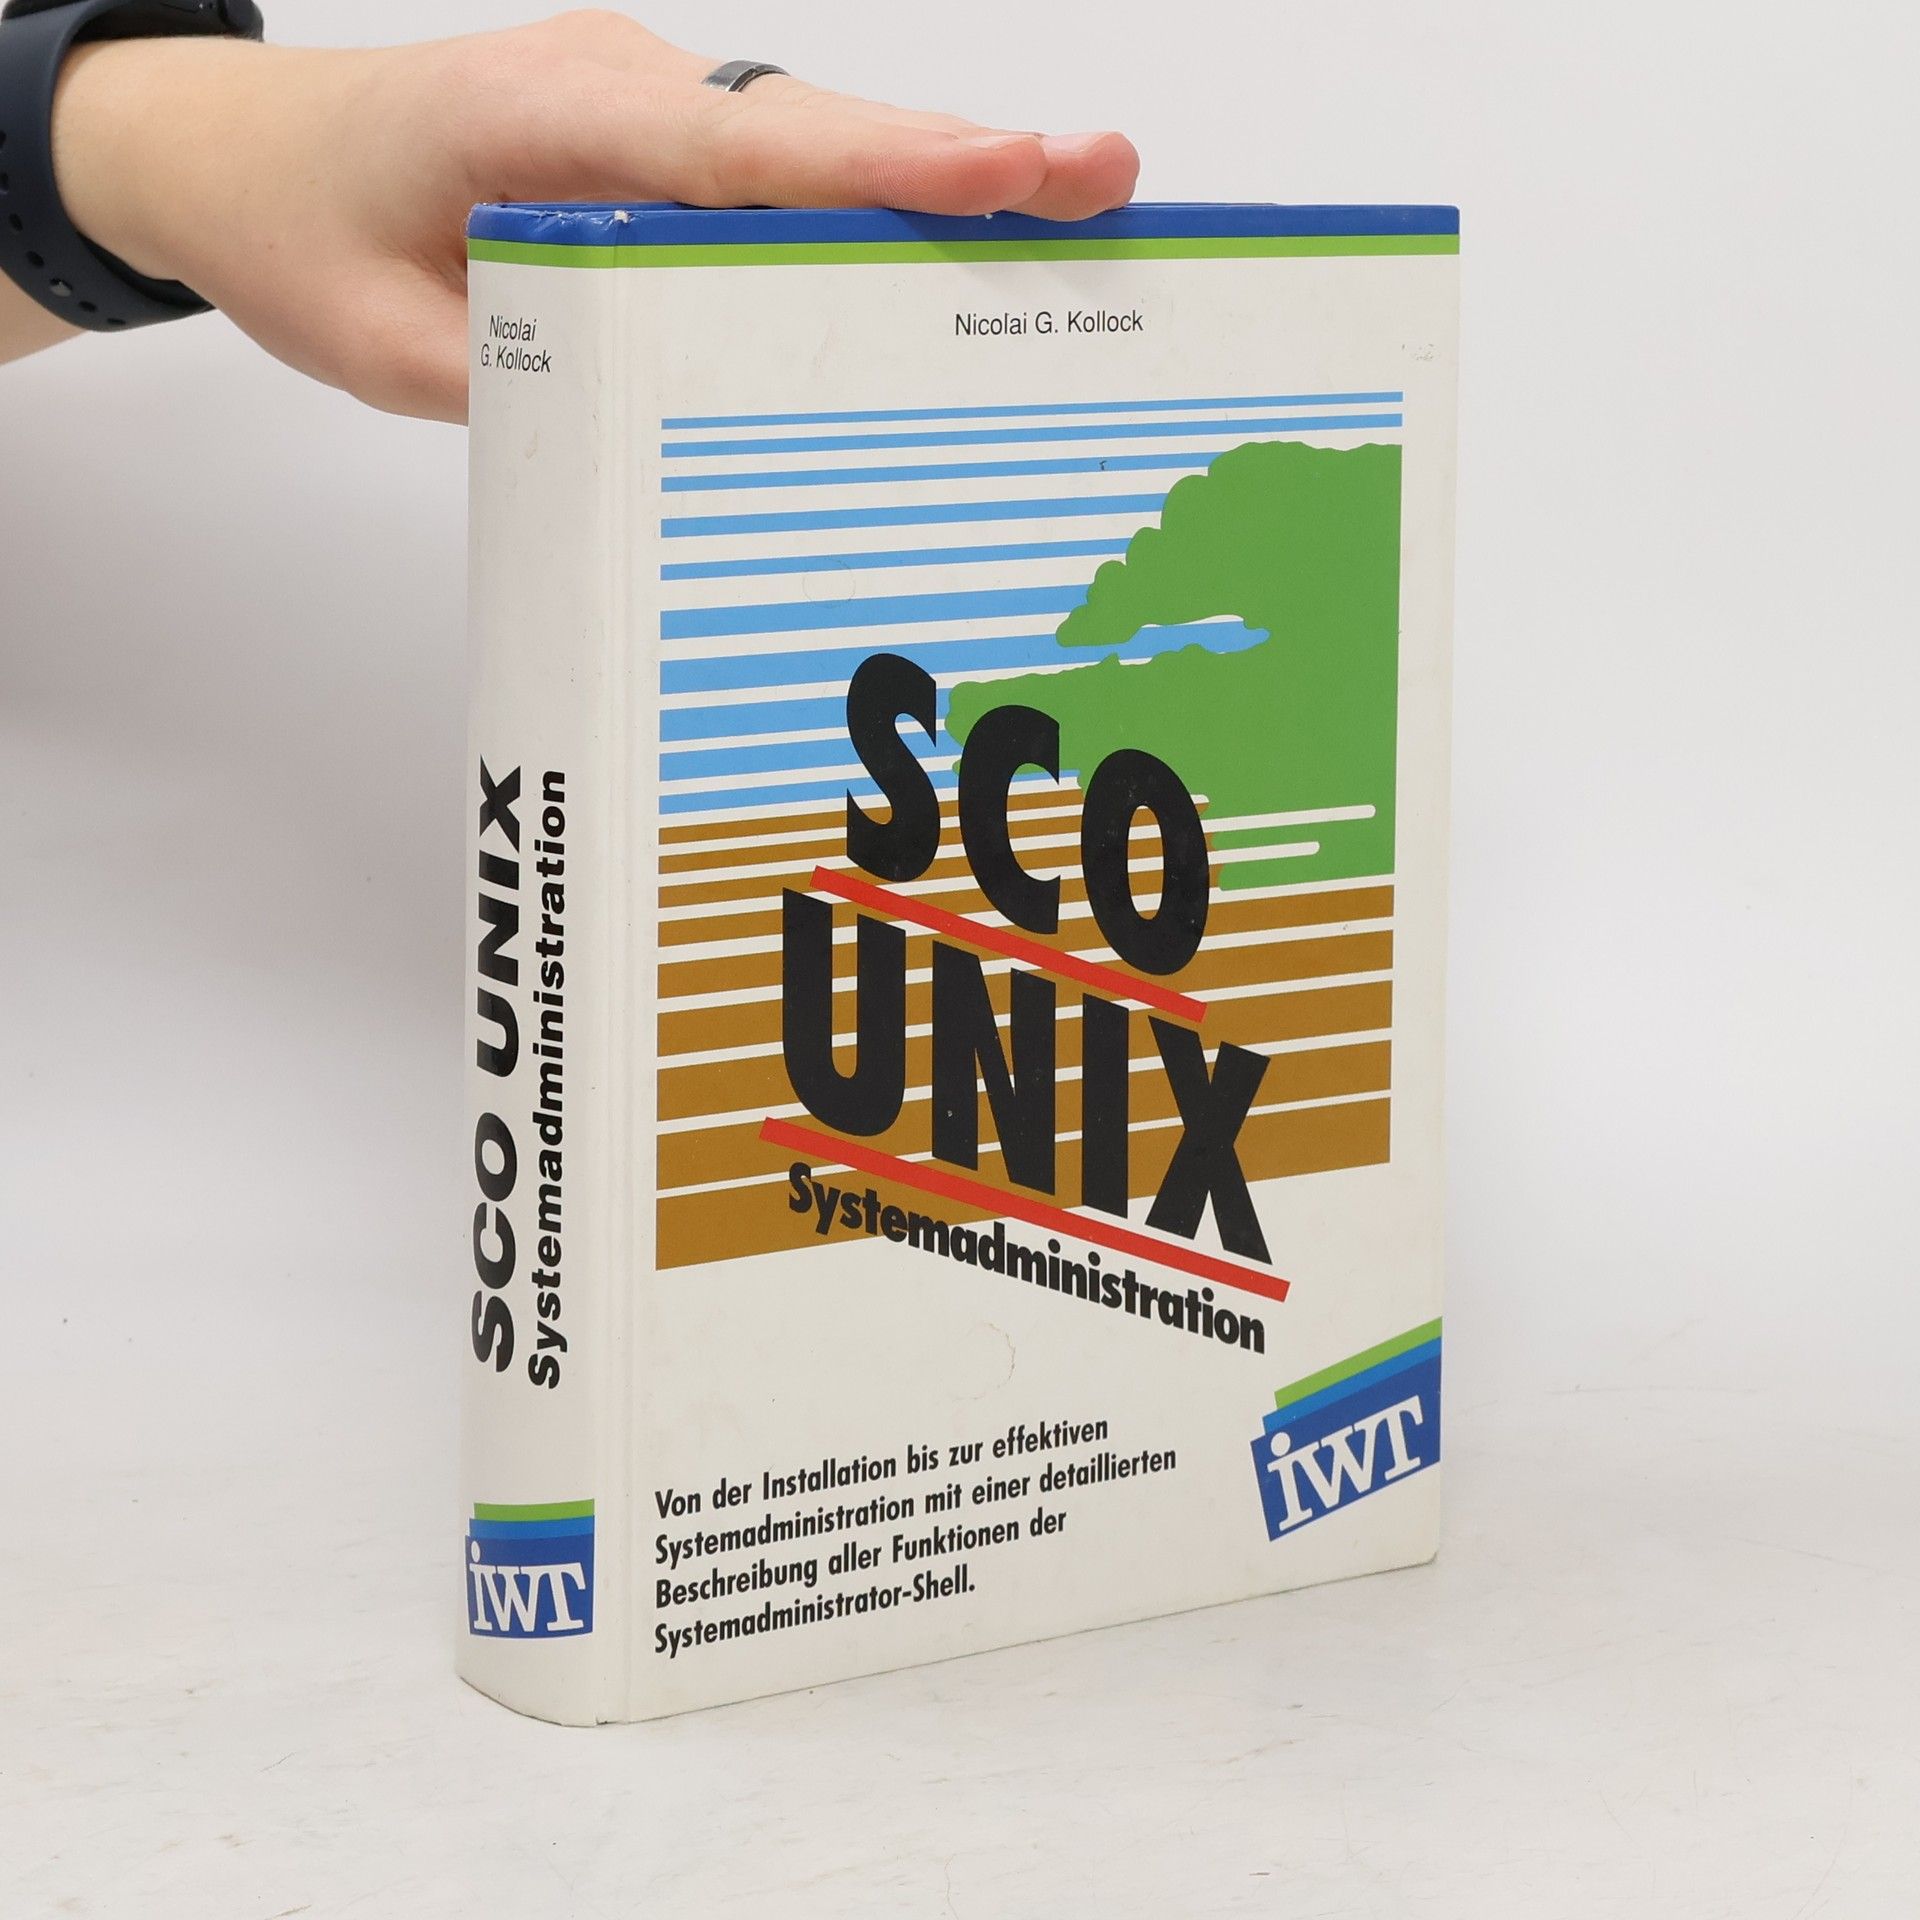 Nicolai
G. Kollock
SCO UNIX
Systemadministration
iWT
Nicolai G. Kollock
SCO
UNIX
Systemadministration
Von der Installation bis zur effektiven
Systemadministration mit einer detaillierten
Beschreibung aller Funktionen der
Systemadministrator-Shell.
iWT